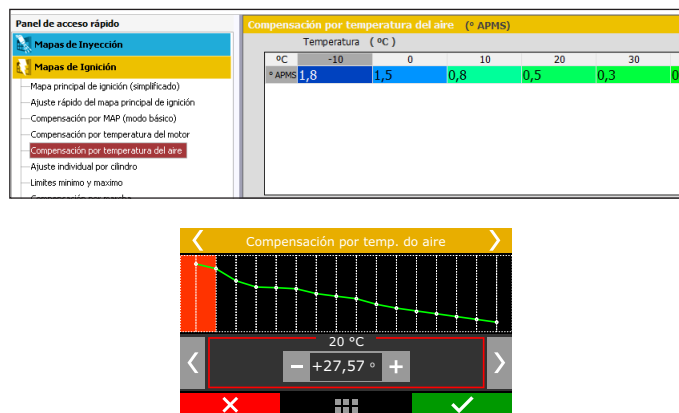 Panel de acceso rápido
Mapas de Inyección
Mapas de Ignición
Mapa principal de ignición (simplificado)
Ajuste rápido del mapa principal de ignición
Compensación por MAP (modo básico)
Compensación por temperatura del motor
Compensación por temperatura del aire
Ajuste individual por cilindro
Limites minimo y maximo
Compensación por temperatura del aire (° APMS)
Temperatura ( ºC )
ºC -10 0 10 20 30
° APMS 1,8 1,5 0,8 0,5 0,3 0
Compensación por temp. do aire
20 °C
− +27,57 ° +